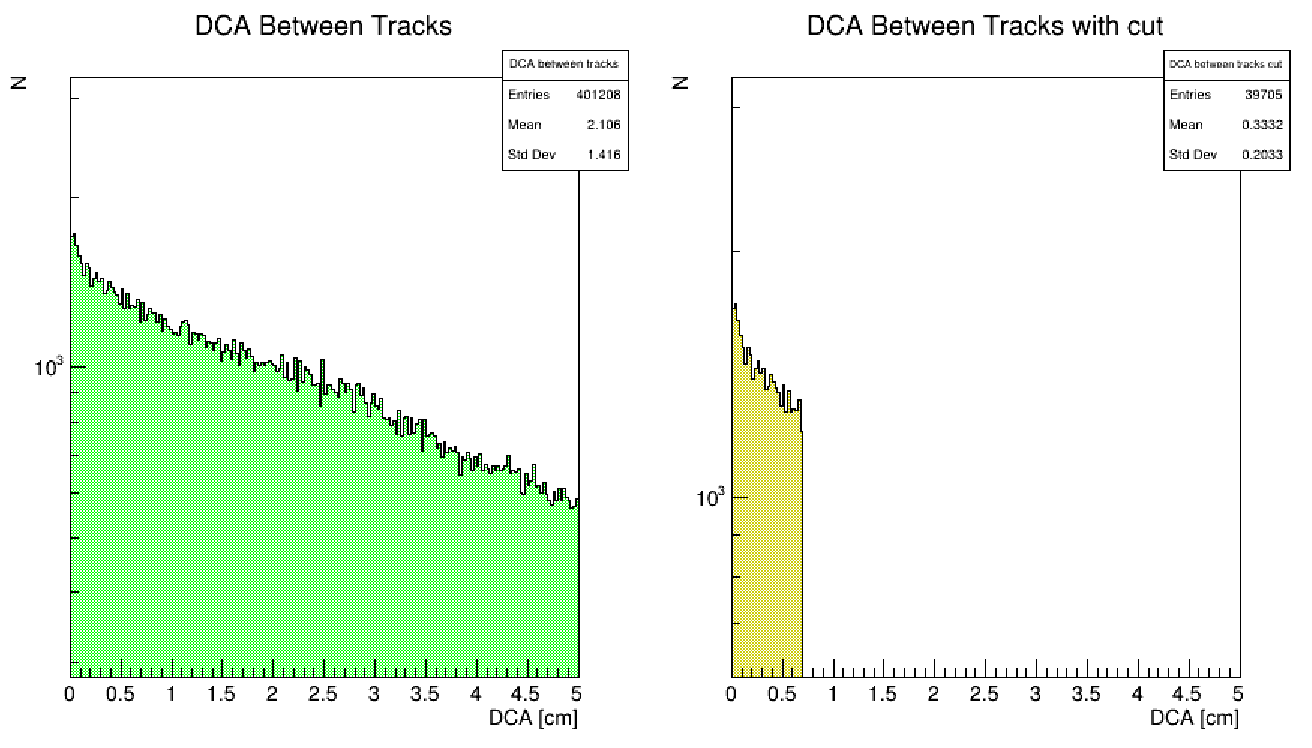 DCA Between Tracks
N
DCA between tracks
Entries 401208
Mean 2.106
Std Dev 1.416
10³
0 0.5 1 1.5 2 2.5 3 3.5 4 4.5 5
DCA [cm]
DCA Between Tracks with cut
N
DCA between tracks cut
Entries 39705
Mean 0.3332
Std Dev 0.2033
10³
0 0.5 1 1.5 2 2.5 3 3.5 4 4.5 5
DCA [cm]